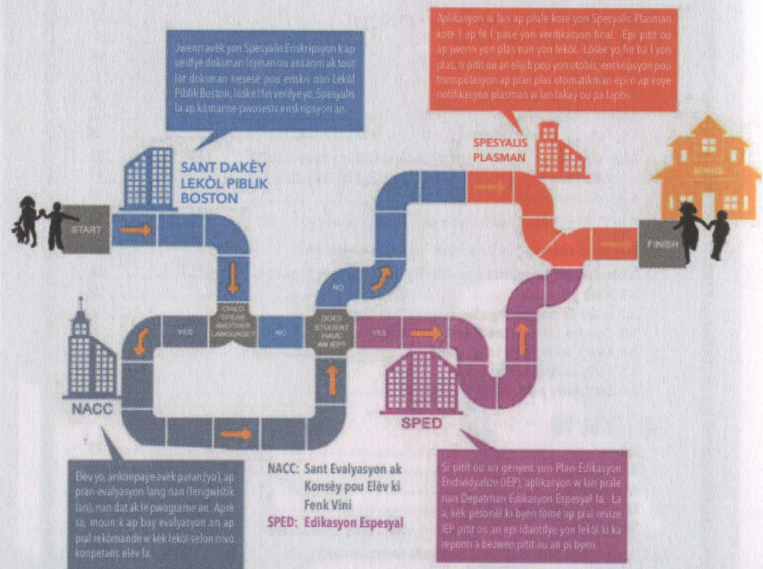 Jwenn avèk yon Spesyalis Enskripsyon k ap
verifye dokiman lojman ou ansanm ak tout
lòt dokiman nesesè pou enskri nan Lekòl
Piblik Boston; lòske l fin verifye yo, Spesyalis
la ap kòmanse pwosesis enskripsyon an.
Aplikasyon w lan ap prale kote yon Spesyalis Plasman
kote l ap fè l pase yon verifikasyon final. Epi pitit ou
ap jwenn yon plas nan yon lekòl. Lòske yo fin ba l yon
plas, si pitit ou an elijib pou yon otobis, enskripsyon pou
transpòtasyon ap pran plas otomatikman epi n ap voye
notifikasyon plasman w lan lakay ou pa lapòs.
SANT DAKÈY
LEKÒL PIBLIK
BOSTON
SPESYALIS
PLASMAN
SCHOOL
START
FINISH
NO
YES
CHILD
SPEAK
ANOTHER
LANGUAGE?
NO
DOES
STUDENT
HAVE
AN IEP?
YES
NACC
SPED
Elèv yo, ankonpaye avèk paran (yo), ap
pran evalyasyon lang nan (lengwistik
lan), nan dat ak lè pwograme an. Apre
sa, moun k ap bay evalyasyon an ap
pral rekòmande w kèk lekòl selon nivo
konpetans elèv la.
NACC: Sant Evalyasyon ak
Konsèy pou Elèv ki
Fenk Vini
SPED: Edikasyon Espesyal
Si pitit ou an genyen yon Plan Edikasyon
Endividyalize (IEP), aplikasyon w lan prale
nan Depatman Edikasyon Espesyal la. La
a, kèk pesonèl ki byen fòme ap pral revize
IEP pitit ou an epi idantifye yon lekòl ki ka
reponn a bezwen pitit ou an pi byen.